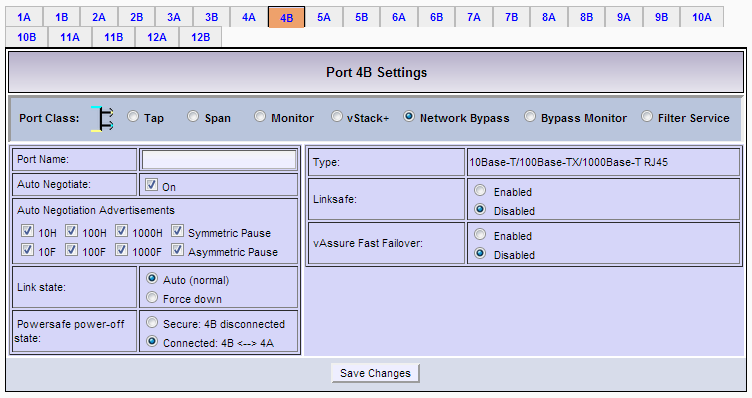 1A 1B 2A 2B 3A 3B 4A 4B 5A 5B 6A 6B 7A 7B 8A 8B 9A 9B 10A
10B 11A 11B 12A 12B
Port 4B Settings
Port Class: Tap Span Monitor vStack+ Network Bypass Bypass Monitor Filter Service
Port Name:
Auto Negotiate: On
Auto Negotiation Advertisements
10H 100H 1000H Symmetric Pause
10F 100F 1000F Asymmetric Pause
Link state: Auto (normal)
Force down
Powersafe power-off state: Secure: 4B disconnected
Connected: 4B <--> 4A
Type: 10Base-T/100Base-TX/1000Base-T RJ45
Linksafe: Enabled
Disabled
vAssure Fast Failover: Enabled
Disabled
Save Changes